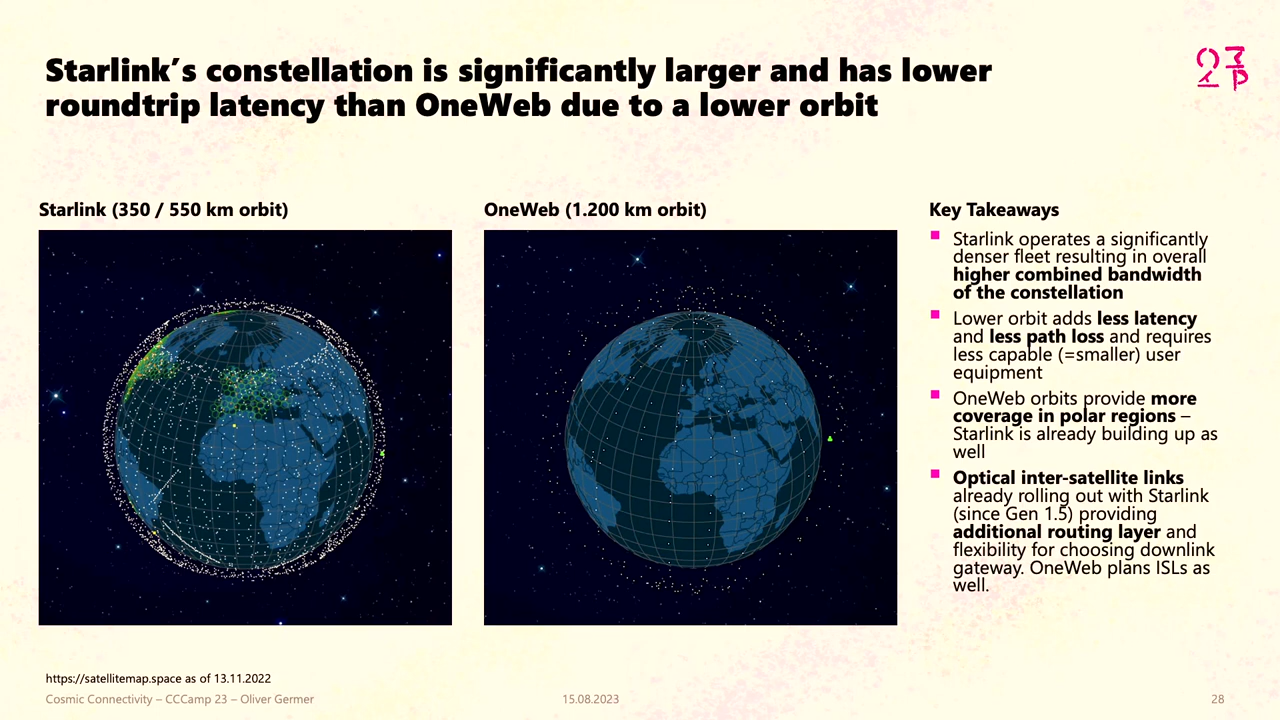 Starlink’s constellation is significantly larger and has lower
roundtrip latency than OneWeb due to a lower orbit
Starlink (350 / 550 km orbit)
OneWeb (1.200 km orbit)
Key Takeaways
Starlink operates a significantly
denser fleet resulting in overall
higher combined bandwidth
of the constellation
Lower orbit adds less latency
and less path loss and requires
less capable (=smaller) user
equipment
OneWeb orbits provide more
coverage in polar regions –
Starlink is already building up as
well
Optical inter-satellite links
already rolling out with Starlink
(since Gen 1.5) providing
additional routing layer and
flexibility for choosing downlink
gateway. OneWeb plans ISLs as
well.
https://satellitemap.space as of 13.11.2022
Cosmic Connectivity – CCCamp 23 – Oliver Germer
15.08.2023
28